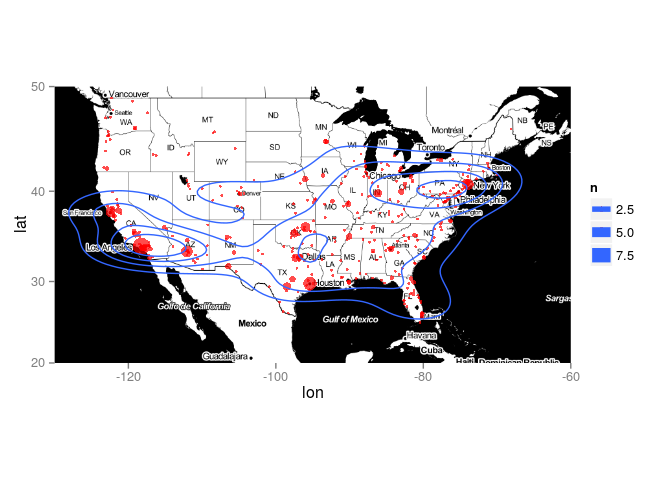 50
40
30
20
lat
-120
-100
-80
-60
lon
n
2.5
5.0
7.5
Vancouver
Seattle
WA
MT
ND
MN
Montréal
NB
PE
NS
OR
ID
WY
SD
WI
MI
Toronto
NY
NH
Boston
NV
UT
NE
IA
Chicago
IL
OH
PA
New York
Philadelphia
Denver
CO
KS
MO
KY
VA
Washington
San Francisco
CA
Los Angeles
AZ
NM
AR
TN
NC
Atlanta
SC
Dallas
TX
LA
MS
AL
GA
Houston
FL
Miami
Golfo de California
Mexico
Gulf of Mexico
Sargas
Havana
Cuba
Guadalajara
Haiti
Dominican Republic